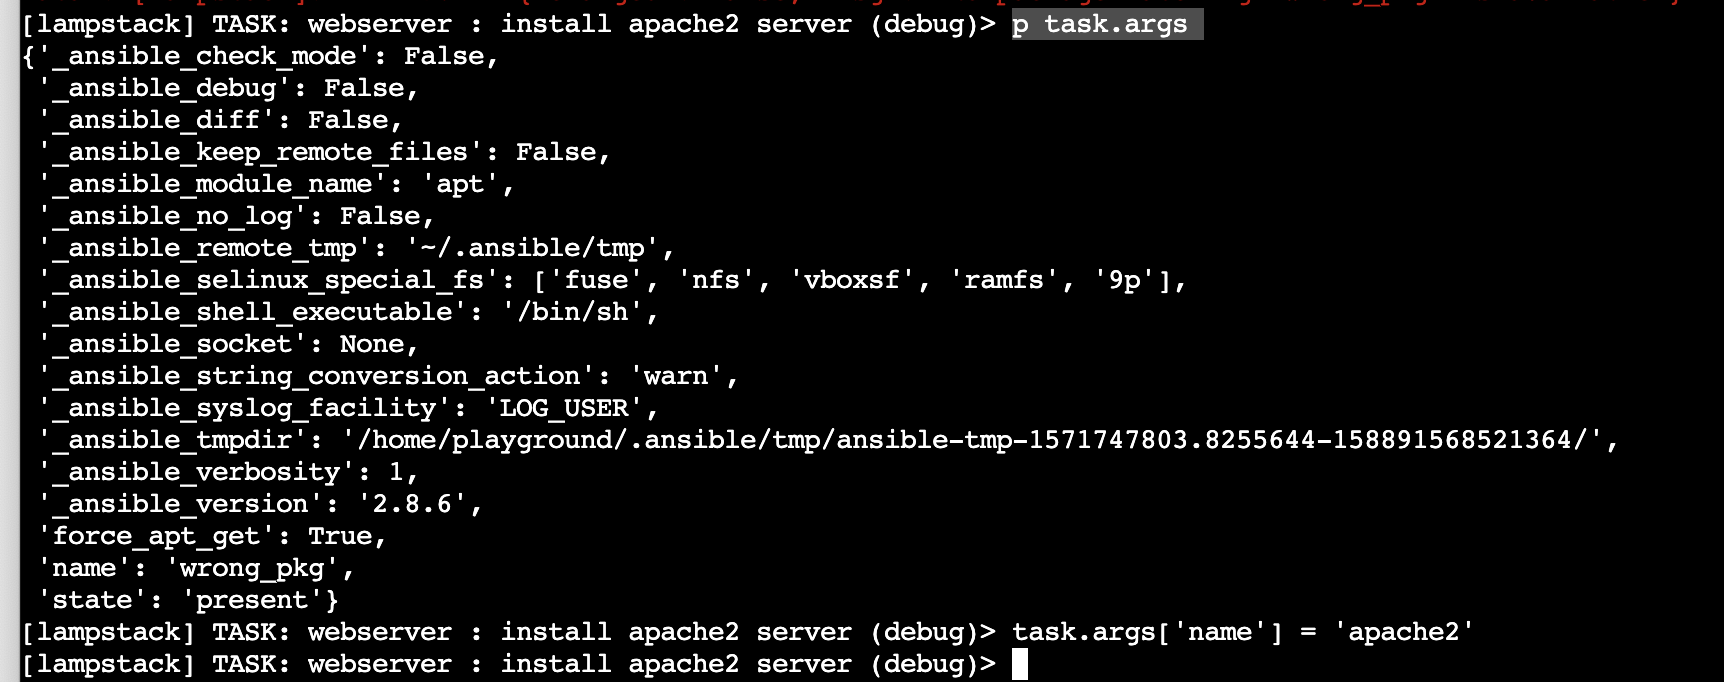 [lampstack] TASK: webserver : install apache2 server (debug)> p task.args
{'_ansible_check_mode': False,
 '_ansible_debug': False,
 '_ansible_diff': False,
 '_ansible_keep_remote_files': False,
 '_ansible_module_name': 'apt',
 '_ansible_no_log': False,
 '_ansible_remote_tmp': '~/.ansible/tmp',
 '_ansible_selinux_special_fs': ['fuse', 'nfs', 'vboxsf', 'ramfs', '9p'],
 '_ansible_shell_executable': '/bin/sh',
 '_ansible_socket': None,
 '_ansible_string_conversion_action': 'warn',
 '_ansible_syslog_facility': 'LOG_USER',
 '_ansible_tmpdir': '/home/playground/.ansible/tmp/ansible-tmp-1571747803.8255644-158891568521364/',
 '_ansible_verbosity': 1,
 '_ansible_version': '2.8.6',
 'force_apt_get': True,
 'name': 'wrong_pkg',
 'state': 'present'}
[lampstack] TASK: webserver : install apache2 server (debug)> task.args['name'] = 'apache2'
[lampstack] TASK: webserver : install apache2 server (debug)>